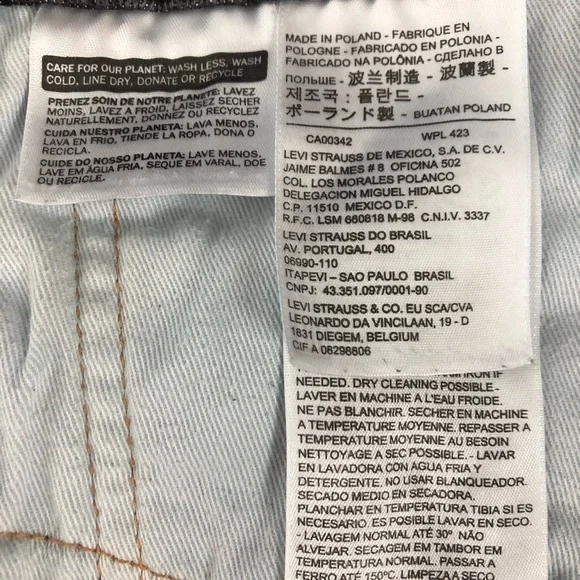 CARE FOR OUR PLANET: WASH LESS, WASH
COLD, LINE DRY, DONATE OR RECYCLE
PRENEZ SOIN DE NOTRE PLANETE: LAVEZ
MOINS, LAVEZ A FROID, LAISSEZ SECHER
NATURELLEMENT, DONNEZ OU RECYCLEZ
CUIDA NUESTRO PLANETA: LAVA MENOS,
LAVA EN FRIO, TIENDE LA ROPA, DONA O
RECICLA.
CUIDE DO NOSSO PLANETA: LAVE MENOS,
LAVE EM ÁGUA FRIA, SEQUE EM VARAL, DOE
OU RECICLE.
MADE IN POLAND - FABRIQUE EN
POLOGNE - FABRICADO EN POLONIA -
FABRICADO NA POLÔNIA - СДЕЛАНО В
ПОЛЬШЕ - 波兰制造 - 波蘭製 -
제조국: 폴란드 -
ポーランド製 - BUATAN POLAND
CA00342 WPL 423
LEVI STRAUSS DE MEXICO, S.A. DE C.V.
JAIME BALMES # 8 OFICINA 502
COL. LOS MORALES POLANCO
DELEGACION MIGUEL HIDALGO
C.P. 11510 MEXICO D.F.
R.F.C. LSM 660818 M-98 C.N.I.V. 3337
LEVI STRAUSS DO BRASIL
AV. PORTUGAL, 400
06990-110
ITAPEVI - SAO PAULO BRASIL
CNPJ: 43.351.097/0001-90
LEVI STRAUSS & CO. EU SCA/CVA
LEONARDO DA VINCILAAN, 19 - D
1831 DIEGEM, BELGIUM
CIF A 08298806
IRON IF
NEEDED. DRY CLEANING POSSIBLE -
LAVER EN MACHINE A L'EAU FROIDE.
NE PAS BLANCHIR. SECHER EN MACHINE
A TEMPERATURE MOYENNE. REPASSER A
TEMPERATURE MOYENNE AU BESOIN
NETTOYAGE A SEC POSSIBLE. - LAVAR
EN LAVADORA CON AGUA FRIA Y
DETERGENTE. NO USAR BLANQUEADOR.
SECADO MEDIO EN SECADORA.
PLANCHAR EN TEMPERATURA TIBIA SI ES
NECESARIO. ES POSIBLE LAVAR EN SECO.
- LAVAGEM NORMAL ATÉ 30° NÃO
ALVEJAR. SECAGEM EM TAMBOR EM
TEMPERATURA NORMAL. PASSAR A
FERRO ATÉ 150°C. LIMPEZA A SECO